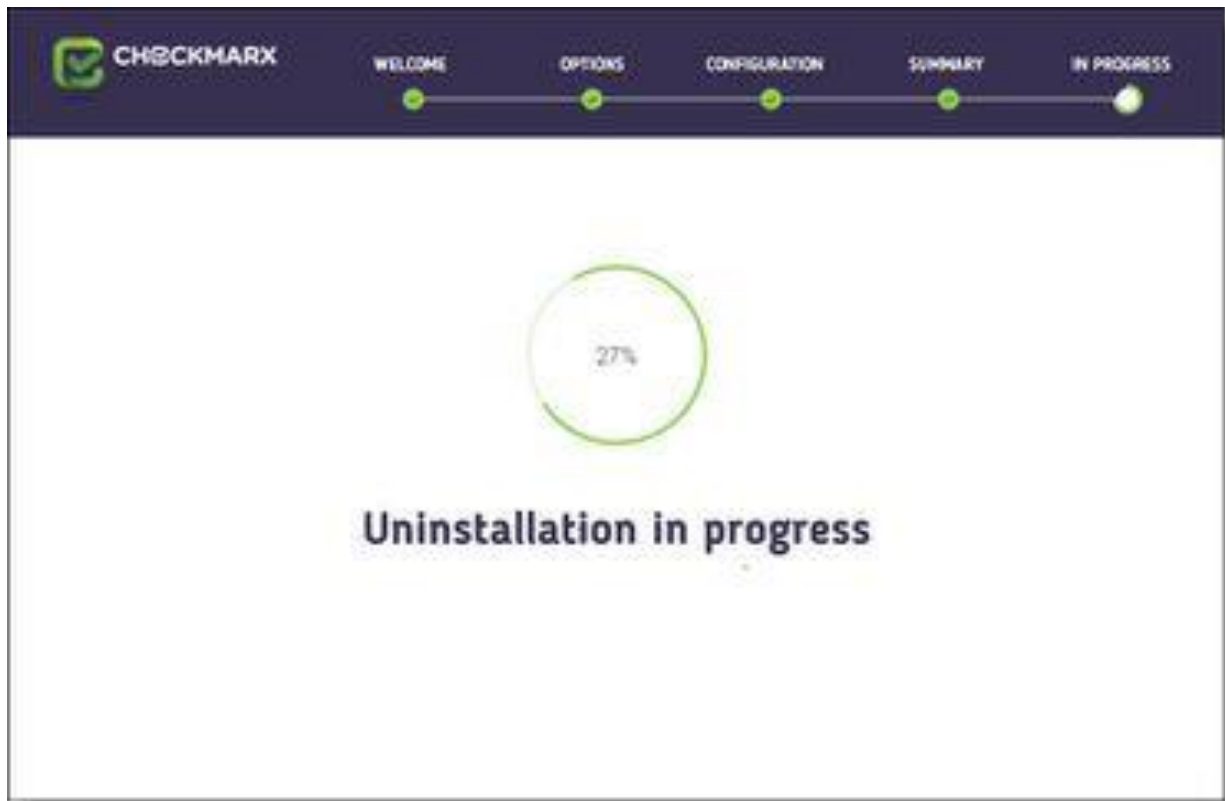 CHECKMARX
WELCOME
OPTIONS
CONFIGURATION
SUMMARY
IN PROGRESS
27%
Uninstallation in progress